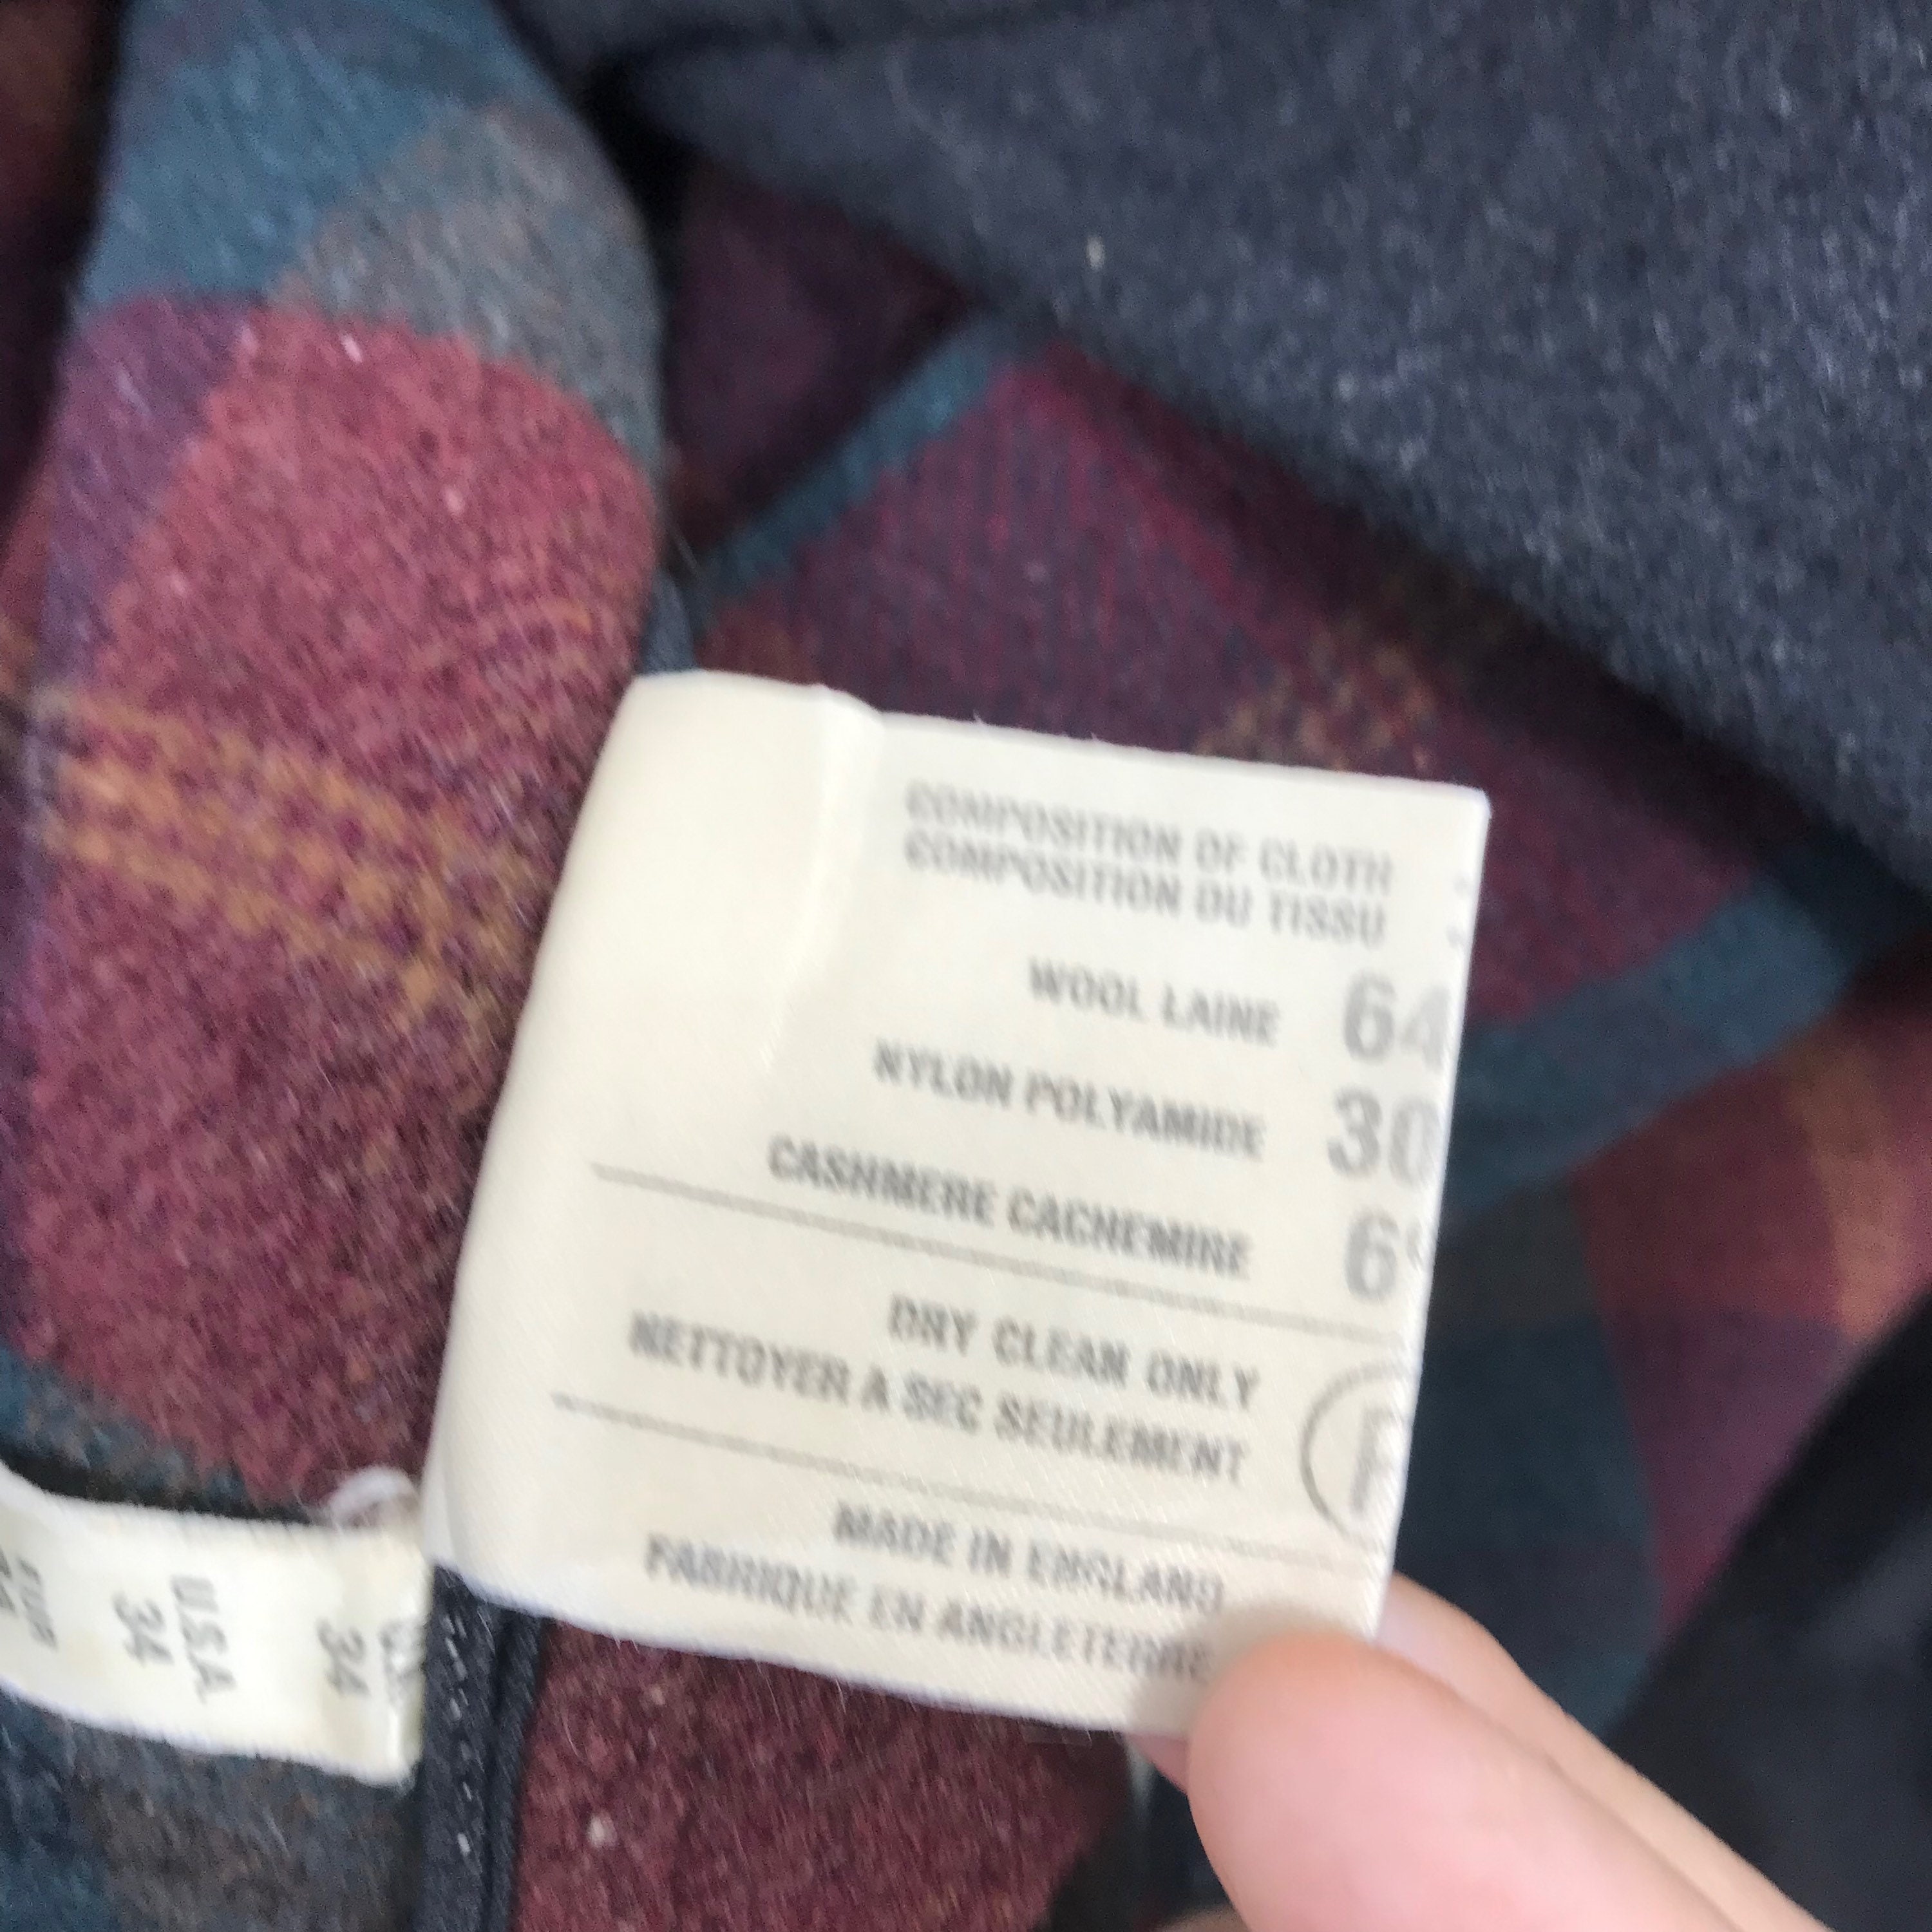 COMPOSITION OF CLOTH
COMPOSITION DU TISSU
WOOL LAINE 64
NYLON POLYAMIDE 30
CASHMERE CACHEMIRE 6
DRY CLEAN ONLY
NETTOYER A SEC SEULEMENT
MADE IN ENGLAND
FABRIQUE EN ANGLETERRE
34
U.S.A.
34